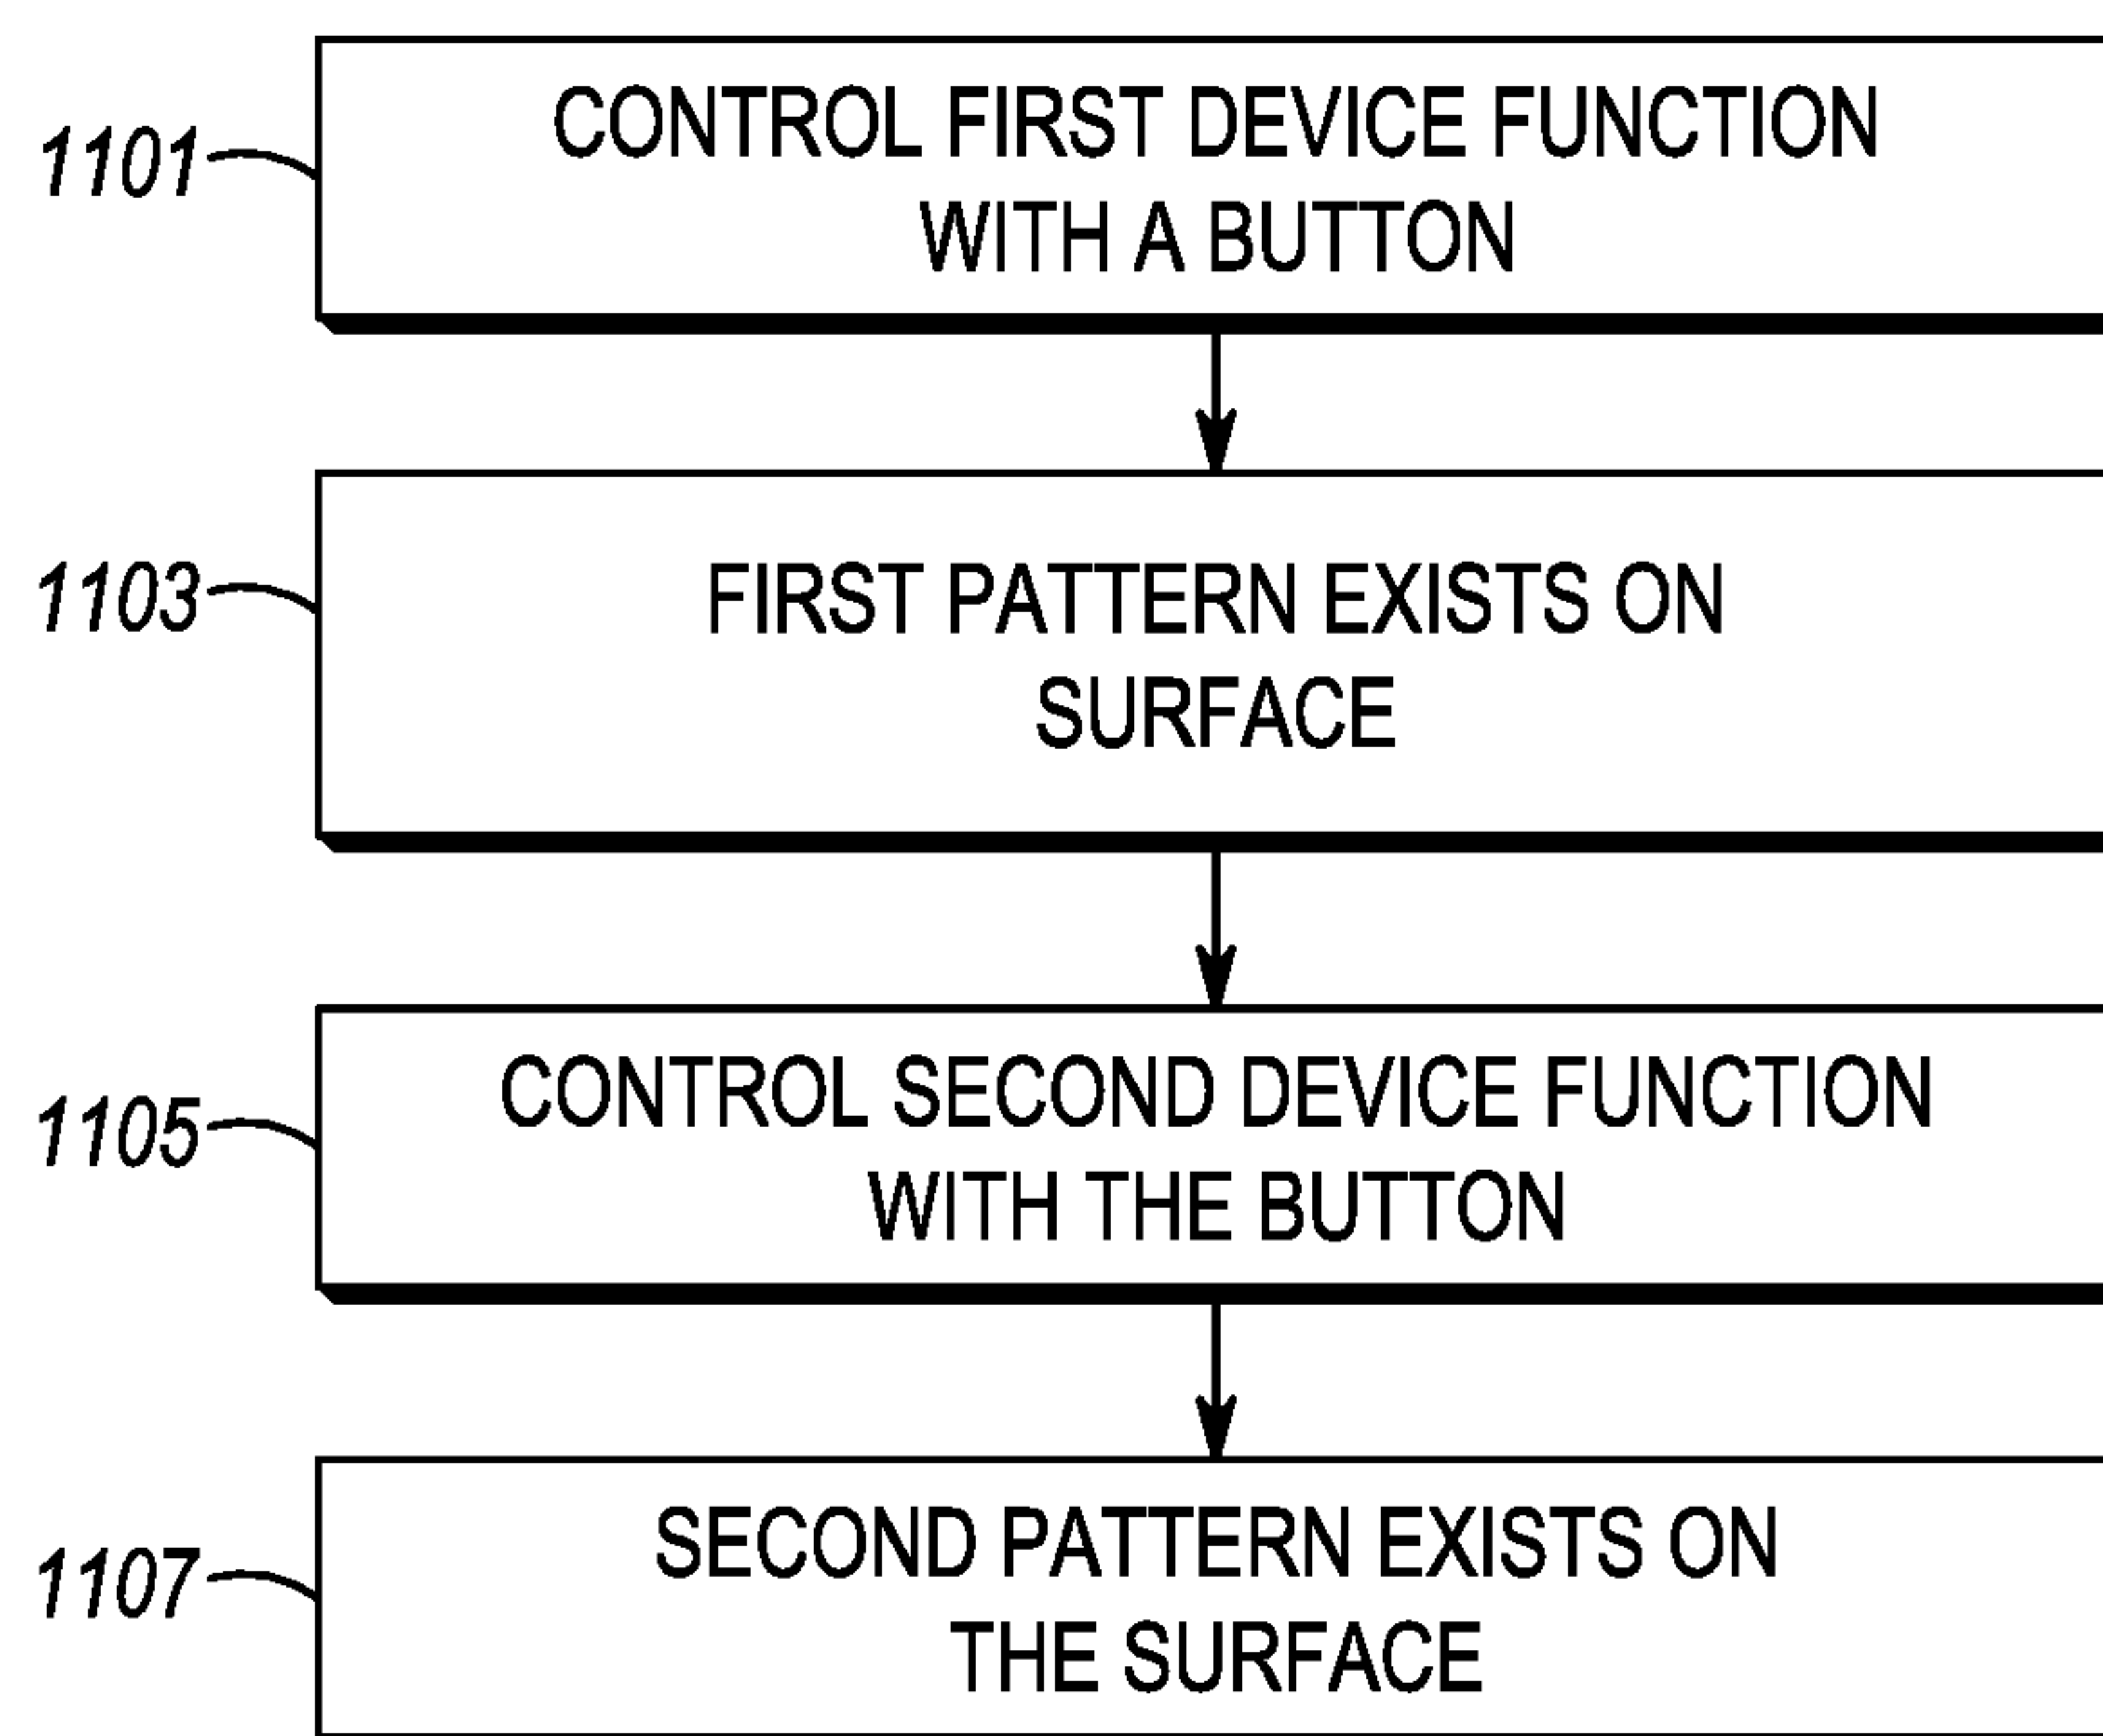 1101
CONTROL FIRST DEVICE FUNCTION
WITH A BUTTON
1103
FIRST PATTERN EXISTS ON
SURFACE
1105
CONTROL SECOND DEVICE FUNCTION
WITH THE BUTTON
1107
SECOND PATTERN EXISTS ON
THE SURFACE